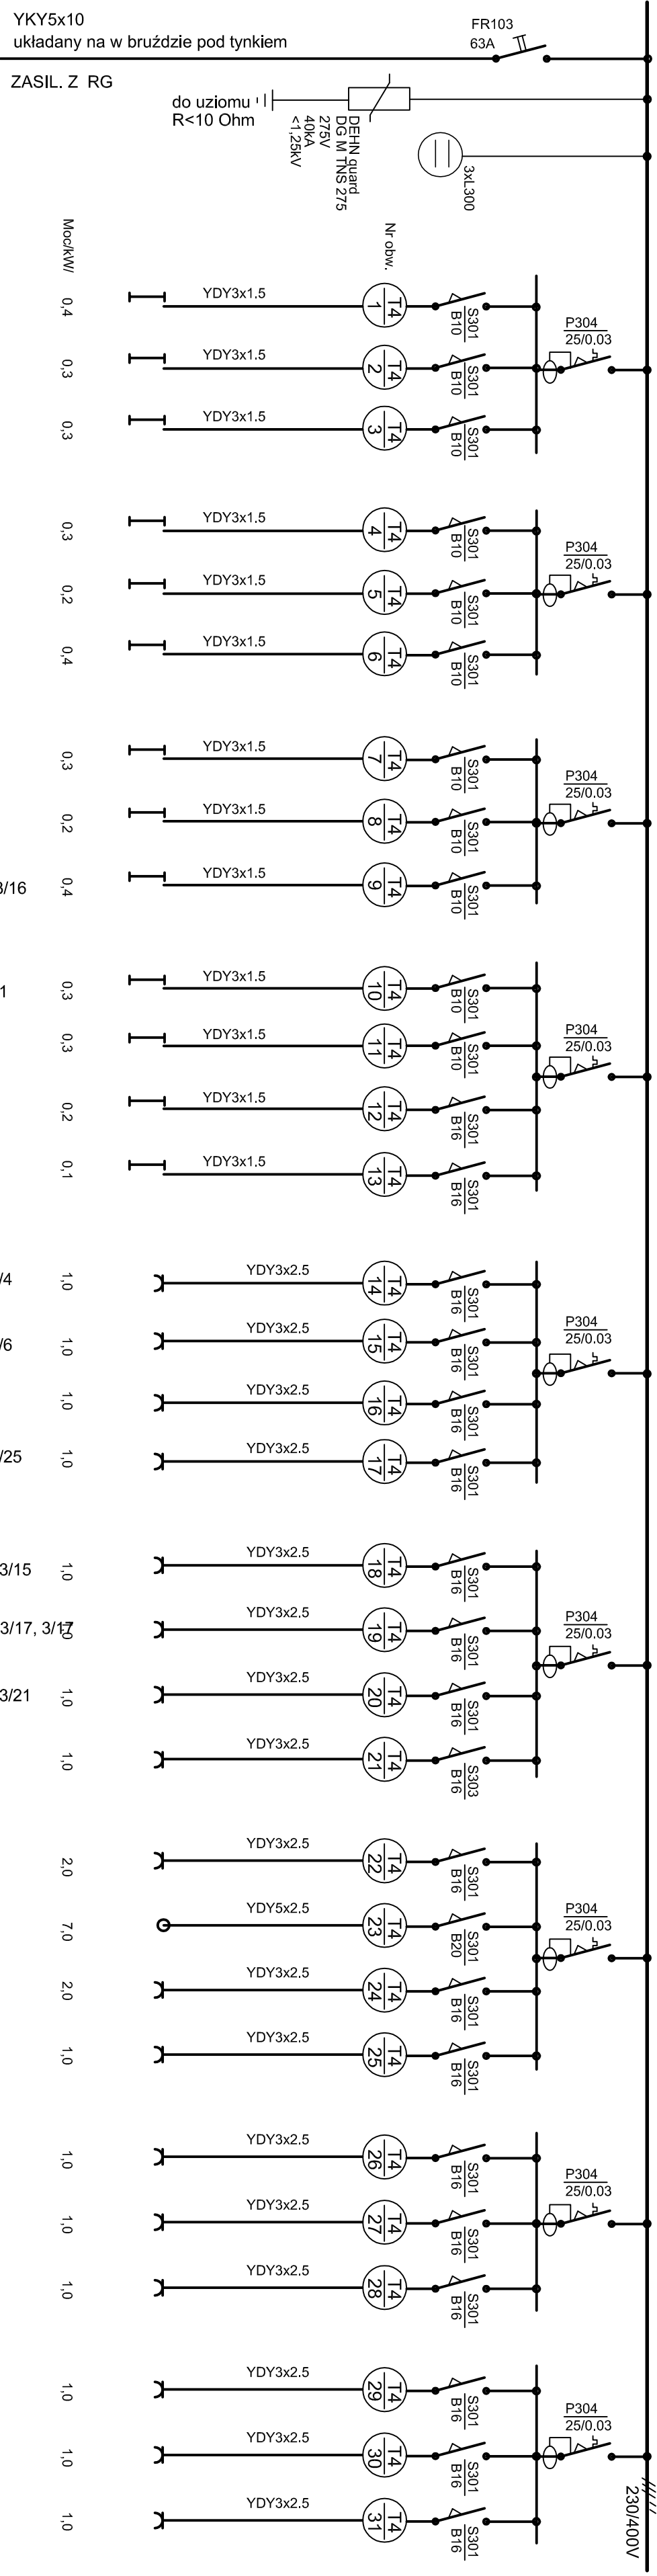 YKY5x10
układany na w bruździe pod tynkiem
FR103
63A
ZASIL. Z RG
do uziomu
R<10 Ohm
DEHN quard
DG M TNS 275
275V
40kA
<1,25kV
3xL300
Moc/kW/
Nr obw.
0,4 YDY3x1.5 T4 1 S301 B10
P304
25/0.03
0,3 YDY3x1.5 T4 2 S301 B10
0,3 YDY3x1.5 T4 3 S301 B10
0,3 YDY3x1.5 T4 4 S301 B10
P304
25/0.03
0,2 YDY3x1.5 T4 5 S301 B10
0,4 YDY3x1.5 T4 6 S301 B10
0,3 YDY3x1.5 T4 7 S301 B10
P304
25/0.03
0,2 YDY3x1.5 T4 8 S301 B10
3/16 0,4 YDY3x1.5 T4 9 S301 B10
1 0,3 YDY3x1.5 T4 10 S301 B10
0,3 YDY3x1.5 T4 11 S301 B10
P304
25/0.03
0,2 YDY3x1.5 T4 12 S301 B16
0,1 YDY3x1.5 T4 13 S301 B16
/4 1,0 YDY3x2.5 T4 14 S301 B16
/6 1,0 YDY3x2.5 T4 15 S301 B16
P304
25/0.03
1,0 YDY3x2.5 T4 16 S301 B16
/25 1,0 YDY3x2.5 T4 17 S301 B16
3/15 1,0 YDY3x2.5 T4 18 S301 B16
3/17, 3/17 YDY3x2.5 T4 19 S301 B16
P304
25/0.03
3/21 1,0 YDY3x2.5 T4 20 S301 B16
1,0 YDY3x2.5 T4 21 S303 B16
2,0 YDY3x2.5 T4 22 S301 B16
7,0 YDY5x2.5 T4 23 S301 B20
P304
25/0.03
2,0 YDY3x2.5 T4 24 S301 B16
1,0 YDY3x2.5 T4 25 S301 B16
1,0 YDY3x2.5 T4 26 S301 B16
P304
25/0.03
1,0 YDY3x2.5 T4 27 S301 B16
1,0 YDY3x2.5 T4 28 S301 B16
1,0 YDY3x2.5 T4 29 S301 B16
P304
25/0.03
1,0 YDY3x2.5 T4 30 S301 B16
1,0 YDY3x2.5 T4 31 S301 B16
230/400V